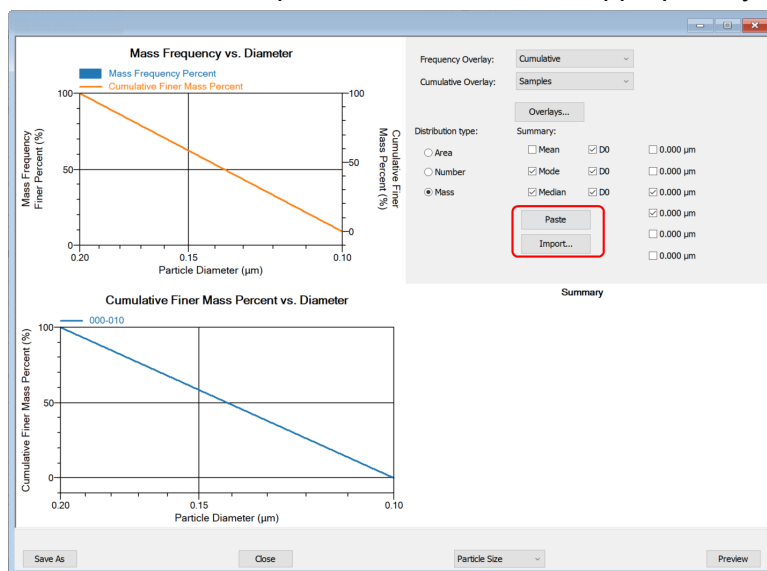 Mass Frequency vs. Diameter
Mass Frequency Percent
Cumulative Finer Mass Percent
Mass Frequency
Finer Percent (%)
100
50
0
100
50
0
Cumulative Finer
Mass Percent (%)
0.20
0.15
0.10
Particle Diameter (μm)
Cumulative Finer Mass Percent vs. Diameter
000-010
Cumulative Finer Mass Percent (%)
100
50
0
0.20
0.15
0.10
Particle Diameter (μm)
Frequency Overlay:
Cumulative
Cumulative Overlay:
Samples
Overlays...
Distribution type:
Summary:
Area
Mean
D0
0.000 μm
Number
Mode
D0
0.000 μm
Mass
Median
D0
0.000 μm
Paste
0.000 μm
Import...
0.000 μm
0.000 μm
Summary
Save As
Close
Particle Size
Preview